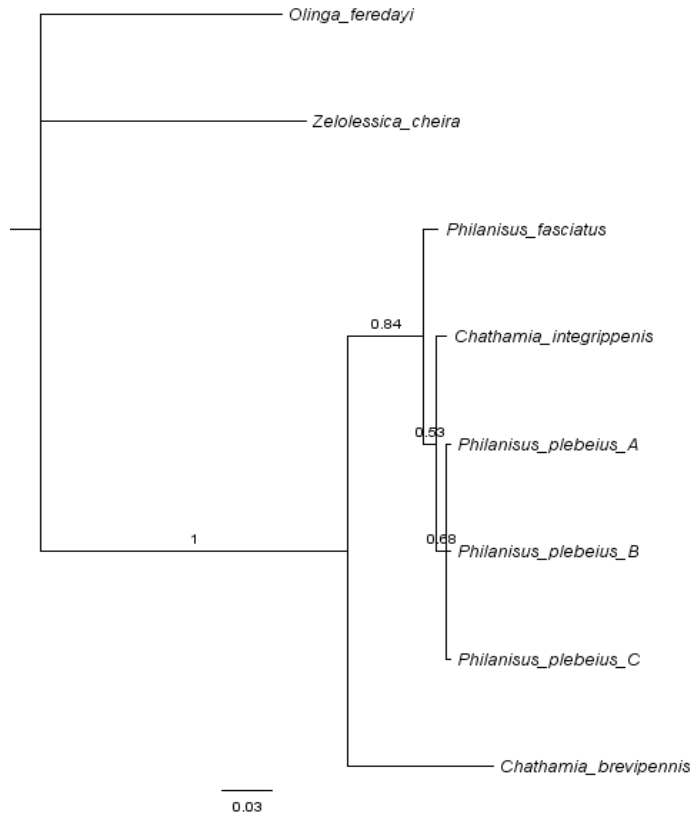 Olinga_feredayi
Zelolessica_cheira
Philanisus_fasciatus
0.84
Chathamia_integrippenis
0.53
Philanisus_plebeius_A
1
0.68
Philanisus_plebeius_B
Philanisus_plebeius_C
Chathamia_brevipennis
0.03